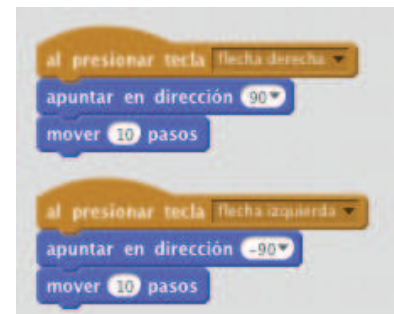 al presionar tecla flecha derecha
apuntar en dirección 90
mover 10 pasos
al presionar tecla flecha izquierda
apuntar en dirección -90
mover 10 pasos